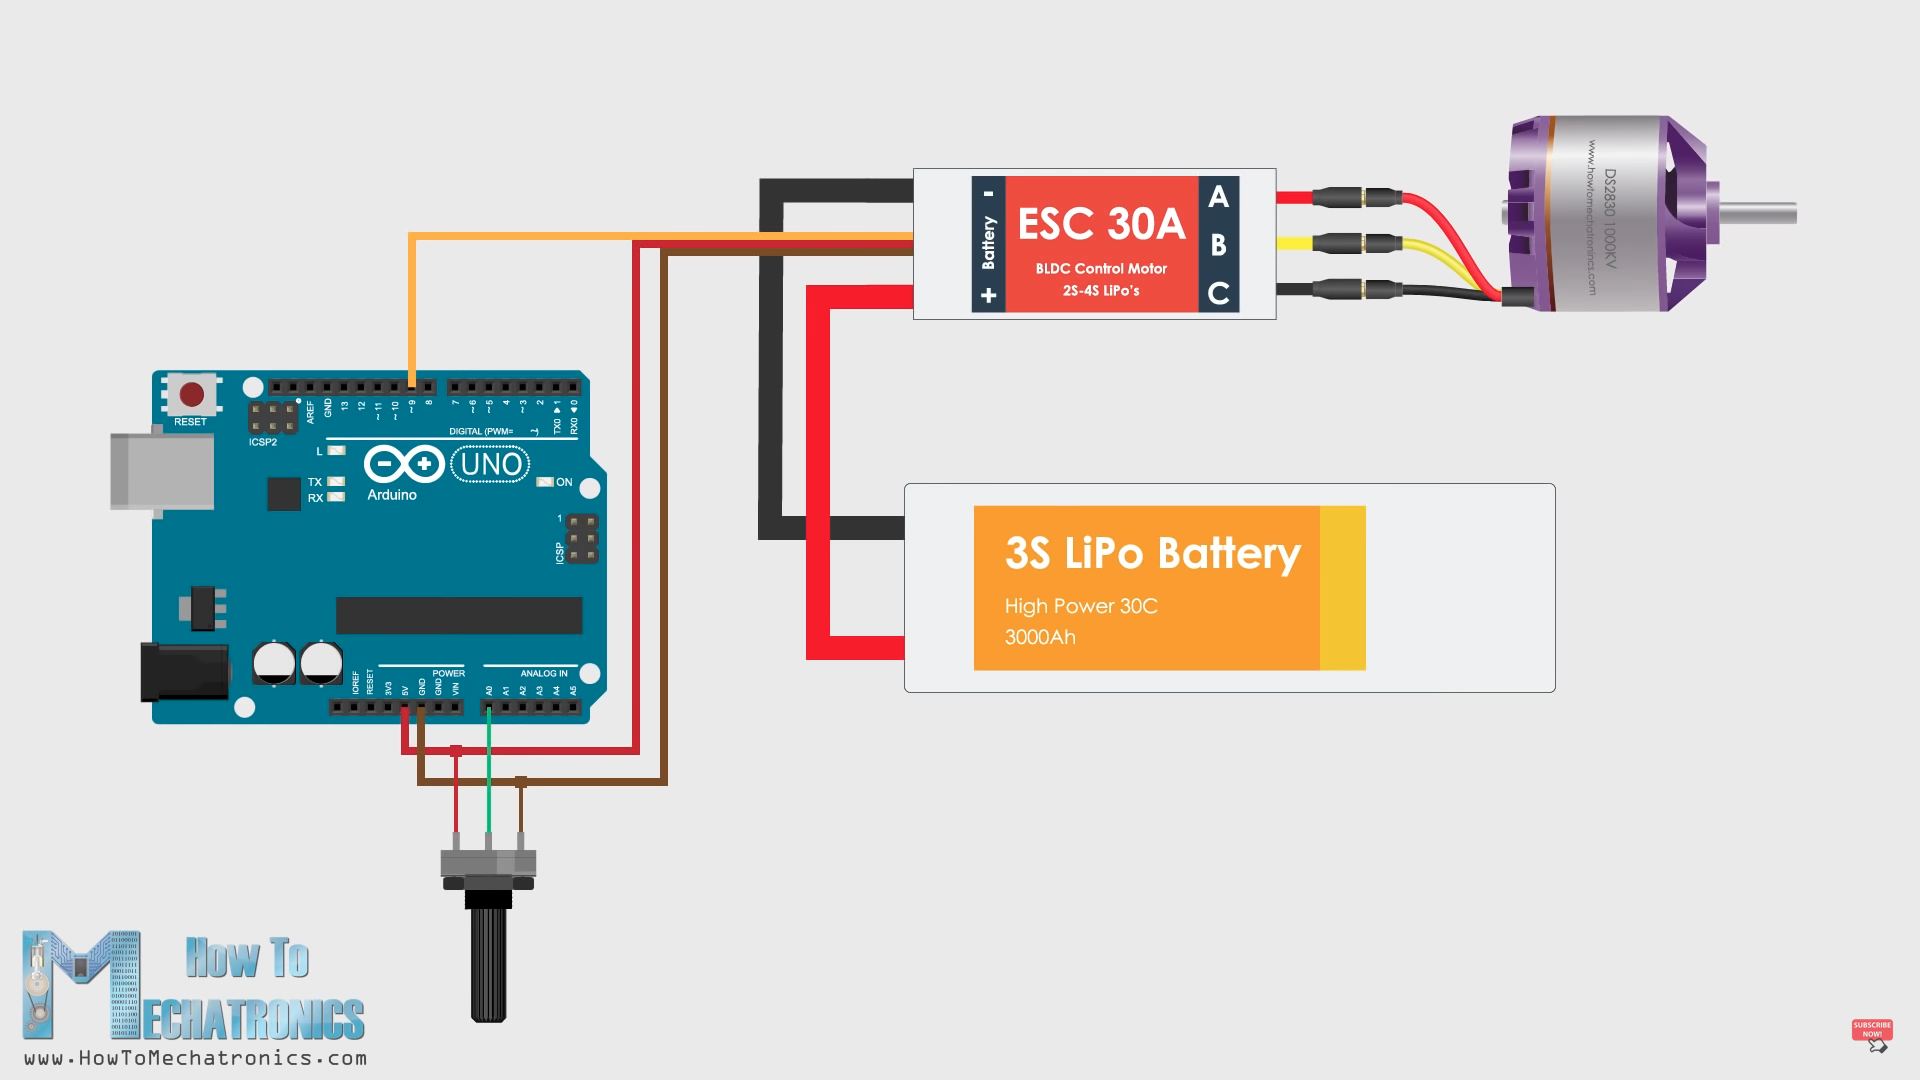 -
Battery
+
ESC 30A
BLDC Control Motor
2S-4S LiPo's
A
B
C
DS2830 1000KV
www.howtomechatronics.com
RESET
ICSP2
AREF
GND
13
12
~11
~10
~9
8
7
~6
~5
4
~3
2
TX0 ▶ 1
RX0 ◀ 0
DIGITAL (PWM= ~)
L
TX
RX
UNO
ON
Arduino
1
ICSP
3S LiPo Battery
High Power 30C
3000Ah
POWER
ANALOG IN
IOREF
RESET
3V3
5V
GND
GND
VIN
A0
A1
A2
A3
A4
A5
How To
MECHATRONICS
www.HowToMechatronics.com
SUBSCRIBE
NOW!